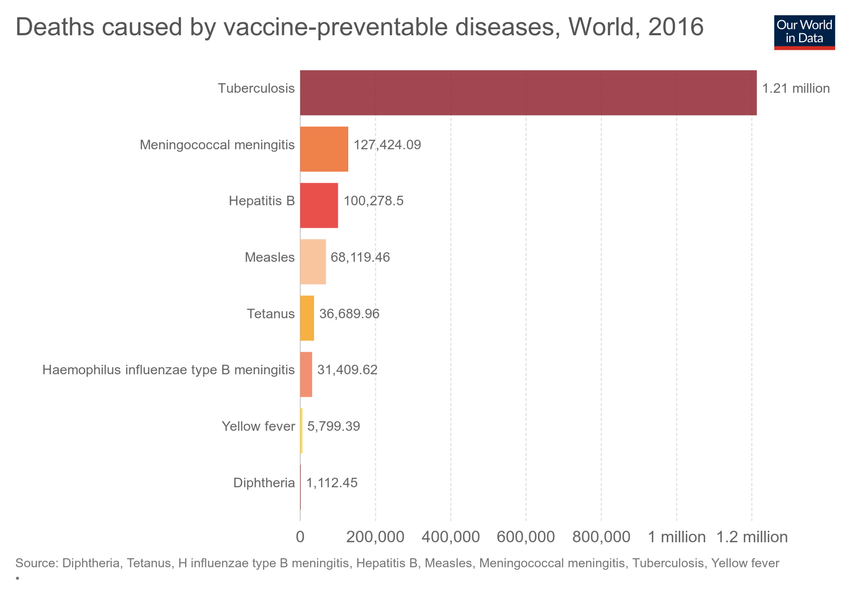 Deaths caused by vaccine-preventable diseases, World, 2016
Our World
in Data
Tuberculosis 1.21 million
Meningococcal meningitis 127,424.09
Hepatitis B 100,278.5
Measles 68,119.46
Tetanus 36,689.96
Haemophilus influenzae type B meningitis 31,409.62
Yellow fever 5,799.39
Diphtheria 1,112.45
0 200,000 400,000 600,000 800,000 1 million 1.2 million
Source: Diphtheria, Tetanus, H influenzae type B meningitis, Hepatitis B, Measles, Meningococcal meningitis, Tuberculosis, Yellow fever
•